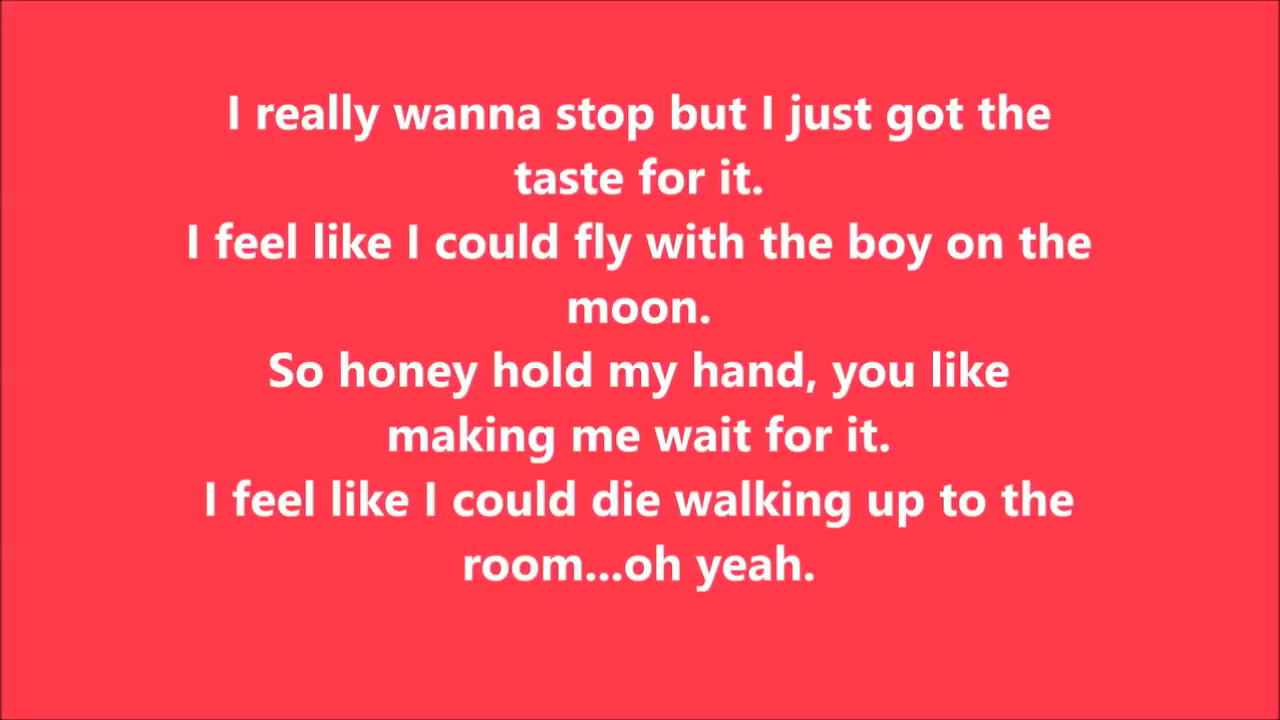 I really wanna stop but I just got the
taste for it.
I feel like I could fly with the boy on the
moon.
So honey hold my hand, you like
making me wait for it.
I feel like I could die walking up to the
room...oh yeah.